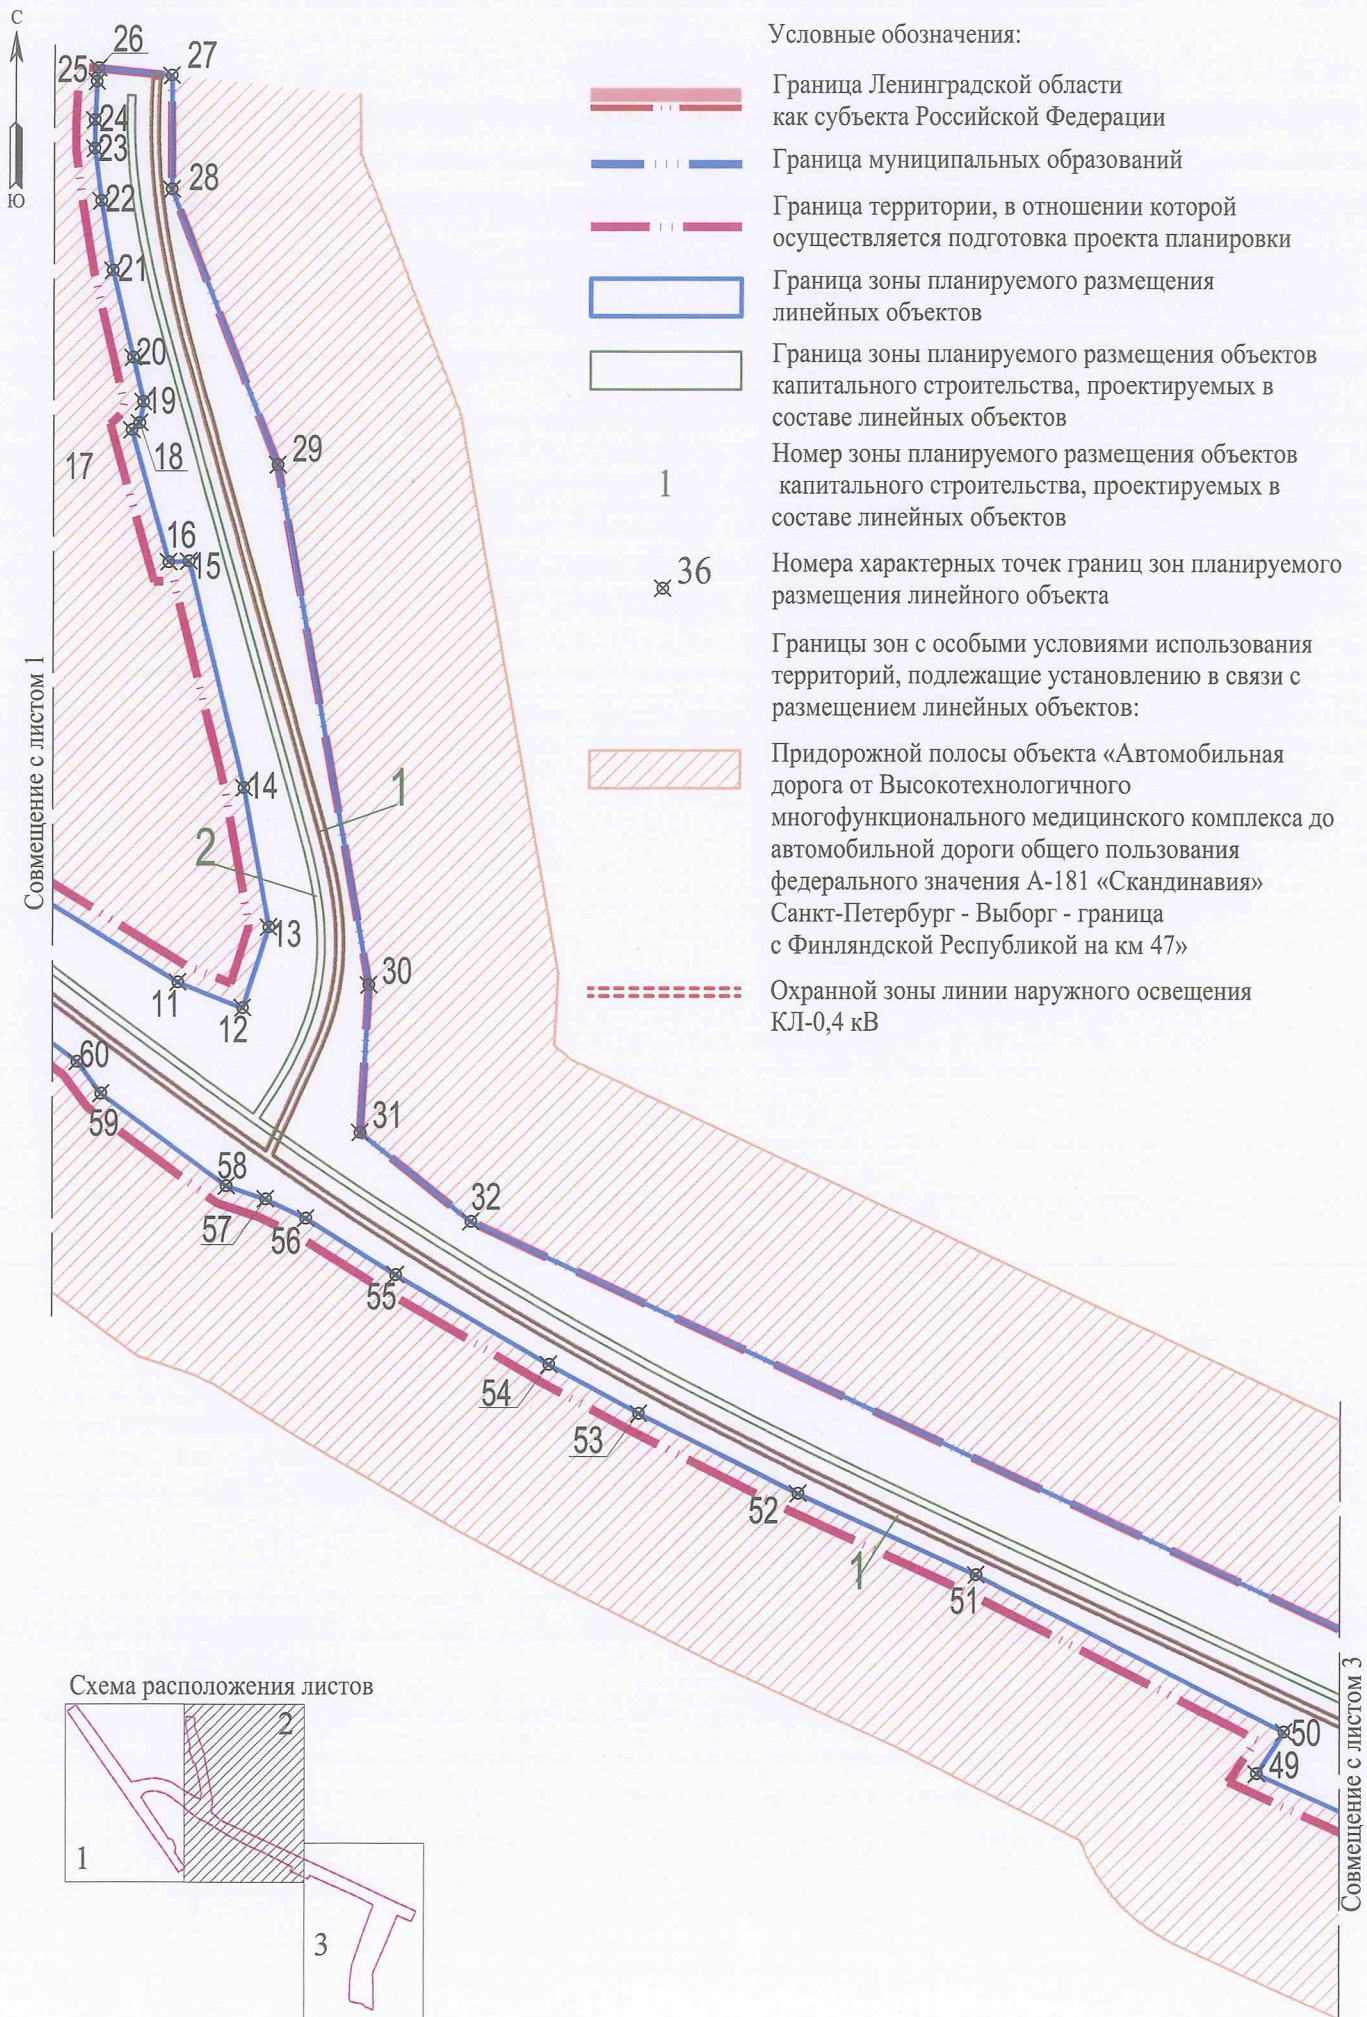 С
Ю
Условные обозначения:
Граница Ленинградской области
как субъекта Российской Федерации
Граница муниципальных образований
Граница территории, в отношении которой
осуществляется подготовка проекта планировки
Граница зоны планируемого размещения
линейных объектов
Граница зоны планируемого размещения объектов
капитального строительства, проектируемых в
составе линейных объектов
1
Номер зоны планируемого размещения объектов
капитального строительства, проектируемых в
составе линейных объектов
36
Номера характерных точек границ зон планируемого
размещения линейного объекта
Границы зон с особыми условиями использования
территорий, подлежащие установлению в связи с
размещением линейных объектов:
Придорожной полосы объекта «Автомобильная
дорога от Высокотехнологичного
многофункционального медицинского комплекса до
автомобильной дороги общего пользования
федерального значения А-181 «Скандинавия»
Санкт-Петербург - Выборг - граница
с Финляндской Республикой на км 47»
Охранной зоны линии наружного освещения
КЛ-0,4 кВ
26
25
27
24
23
28
22
21
20
19
18
17
29
16
15
14
1
2
13
30
11
12
60
59
31
58
57
56
32
55
54
53
52
1
51
50
49
Совмещение с листом 1
Совмещение с листом 3
Схема расположения листов
2
1
3